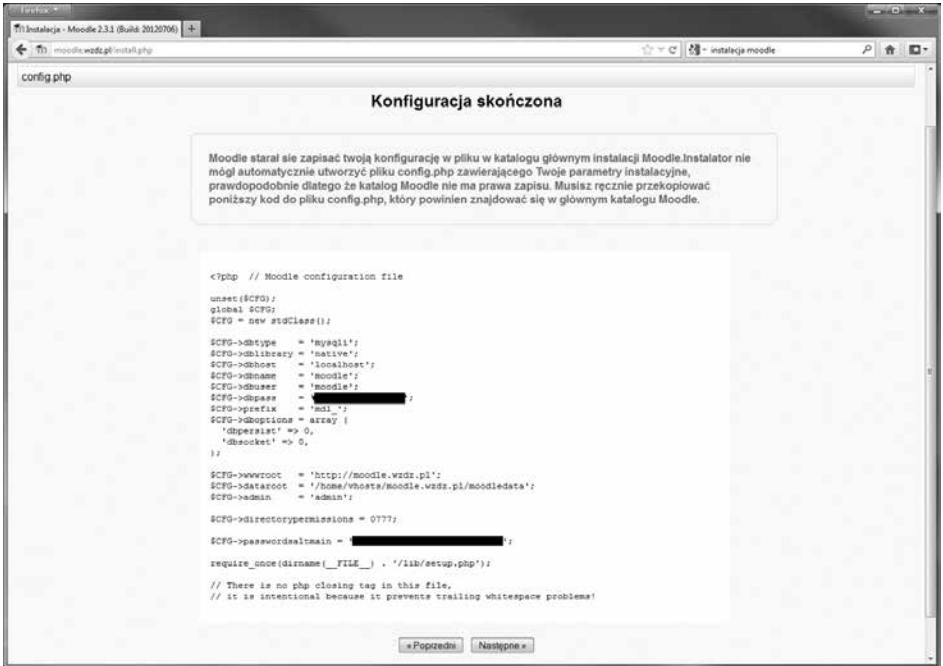 Firefox
Instalacja - Moodle 2.3.1 (Build: 20120706)
moodle.wzdz.pl/install.php
instalacja moodle
config.php
Konfiguracja skończona
Moodle starał sie zapisać twoją konfigurację w pliku w katalogu głównym instalacji Moodle.Instalator nie
mógł automatycznie utworzyć pliku config.php zawierającego Twoje parametry instalacyjne,
prawdopodobnie dlatego że katalog Moodle nie ma prawa zapisu. Musisz ręcznie przekopiować
poniższy kod do pliku config.php, który powinien znajdować się w głównym katalogu Moodle.
<?php // Moodle configuration file
unset($CFG);
global $CFG;
$CFG = new stdClass();
$CFG->dbtype = 'mysqli';
$CFG->dblibrary = 'native';
$CFG->dbhost = 'localhost';
$CFG->dbname = 'moodle';
$CFG->dbuser = 'moodle';
$CFG->dbpass = ' ';
$CFG->prefix = 'mdl_';
$CFG->dboptions = array (
'dbpersist' => 0,
'dbsocket' => 0,
);
$CFG->wwwroot = 'http://moodle.wzdz.pl';
$CFG->dataroot = '/home/vhosts/moodle.wzdz.pl/moodledata';
$CFG->admin = 'admin';
$CFG->directorypermissions = 0777;
$CFG->passwordsaltmain = ' ';
require_once(dirname(__FILE__) . '/lib/setup.php');
// There is no php closing tag in this file,
// it is intentional because it prevents trailing whitespace problems!
« Poprzedni Następne »